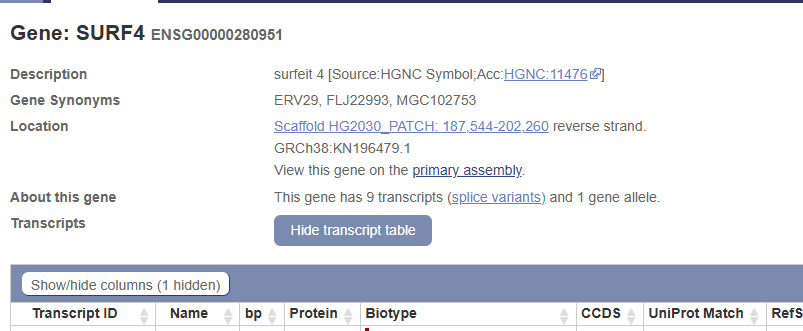 Gene: SURF4 ENSG00000280951
Description surfeit 4 [Source:HGNC Symbol;Acc:HGNC:11476]
Gene Synonyms ERV29, FLJ22993, MGC102753
Location Scaffold HG2030_PATCH: 187,544-202,260 reverse strand.
GRCh38:KN196479.1
View this gene on the primary assembly.
About this gene This gene has 9 transcripts (splice variants) and 1 gene allele.
Transcripts Hide transcript table
Show/hide columns (1 hidden)
Transcript ID Name bp Protein Biotype CCDS UniProt Match RefS